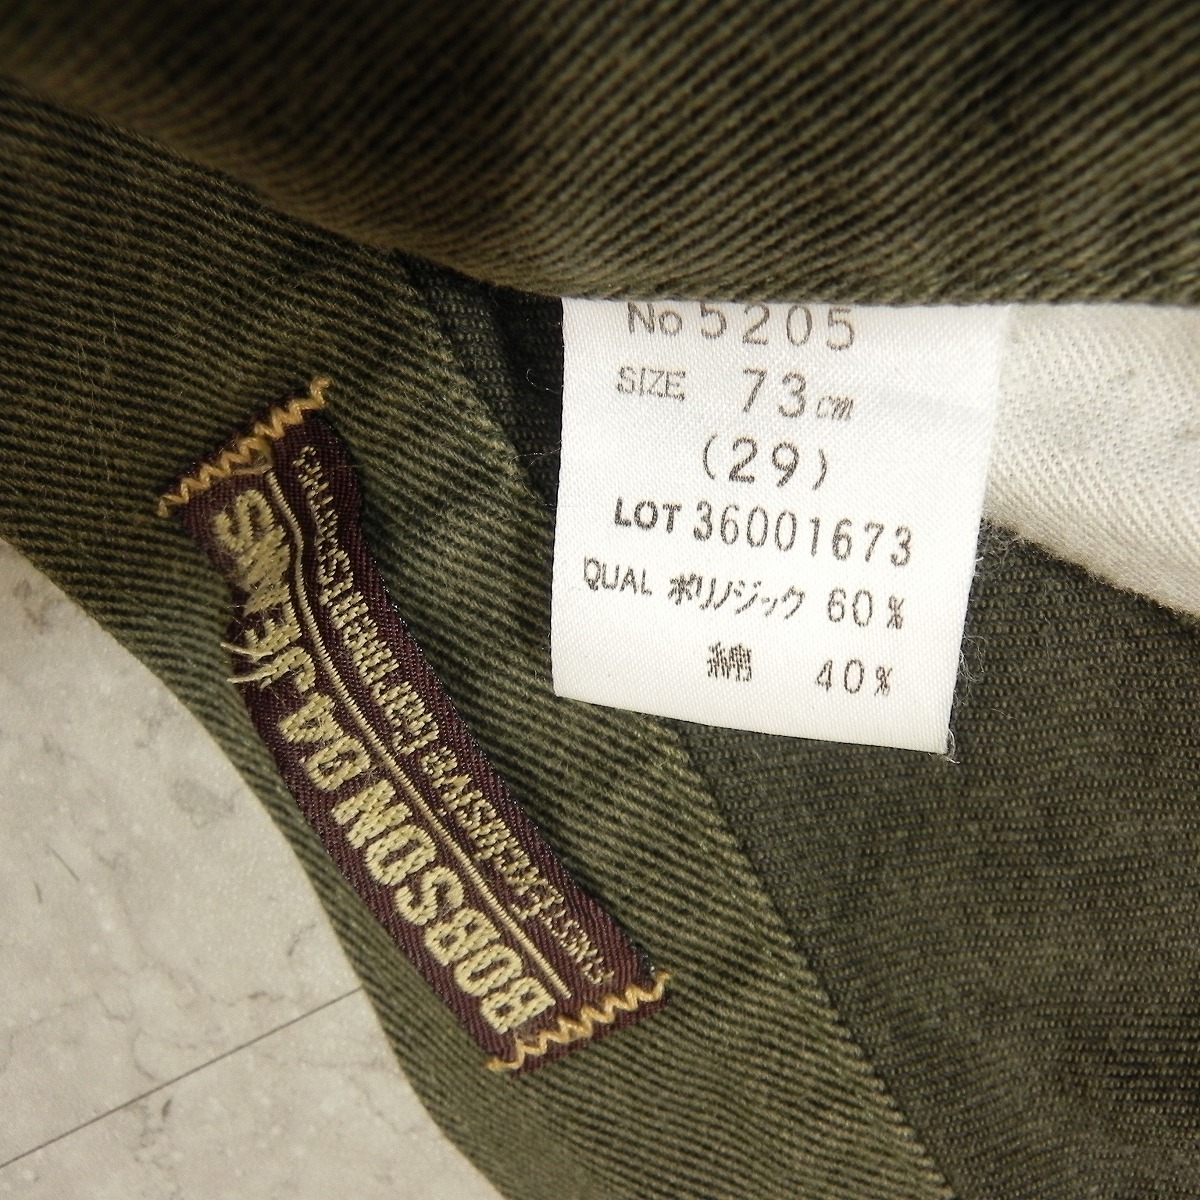 No 5205
SIZE 73cm
(29)
LOT 36001673
QUAL ポリノジック 60%
綿 40%
BOBSON DA JEANS